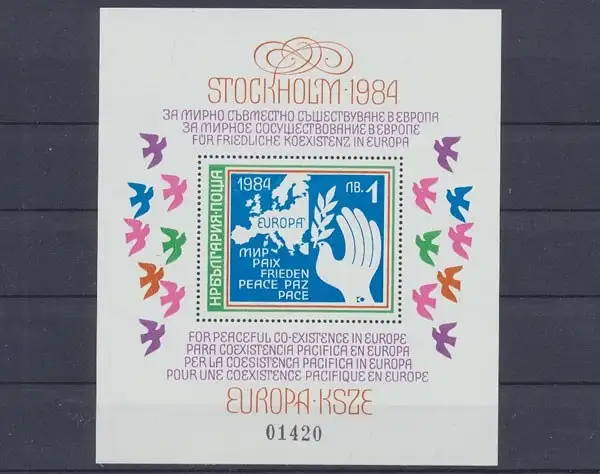 STOCKHOLM·1984
ЗА МИРНО СЪВМЕСТНО СЪЩЕСТВУВАНЕ В ЕВРОПА
ЗА МИРНОЕ СОСУЩЕСТВОВАНИЕ В ЕВРОПЕ
FÜR FRIEDLICHE KOEXISTENZ IN EUROPA
НР БЪЛГАРИЯ·ПОЩА
1984
ЛВ. 1
EUROPA
МИР
PAIX
FRIEDEN
PEACE PAZ
PACE
FOR PEACEFUL CO-EXISTENCE IN EUROPE
PARA COEXISTENCIA PACIFICA EN EUROPA
PER LA COESISTENCA PACIFICA IN EUROPA
POUR UNE COEXISTENCE PACIFIQUE EN EUROPE
EUROPA·KSZE
01420